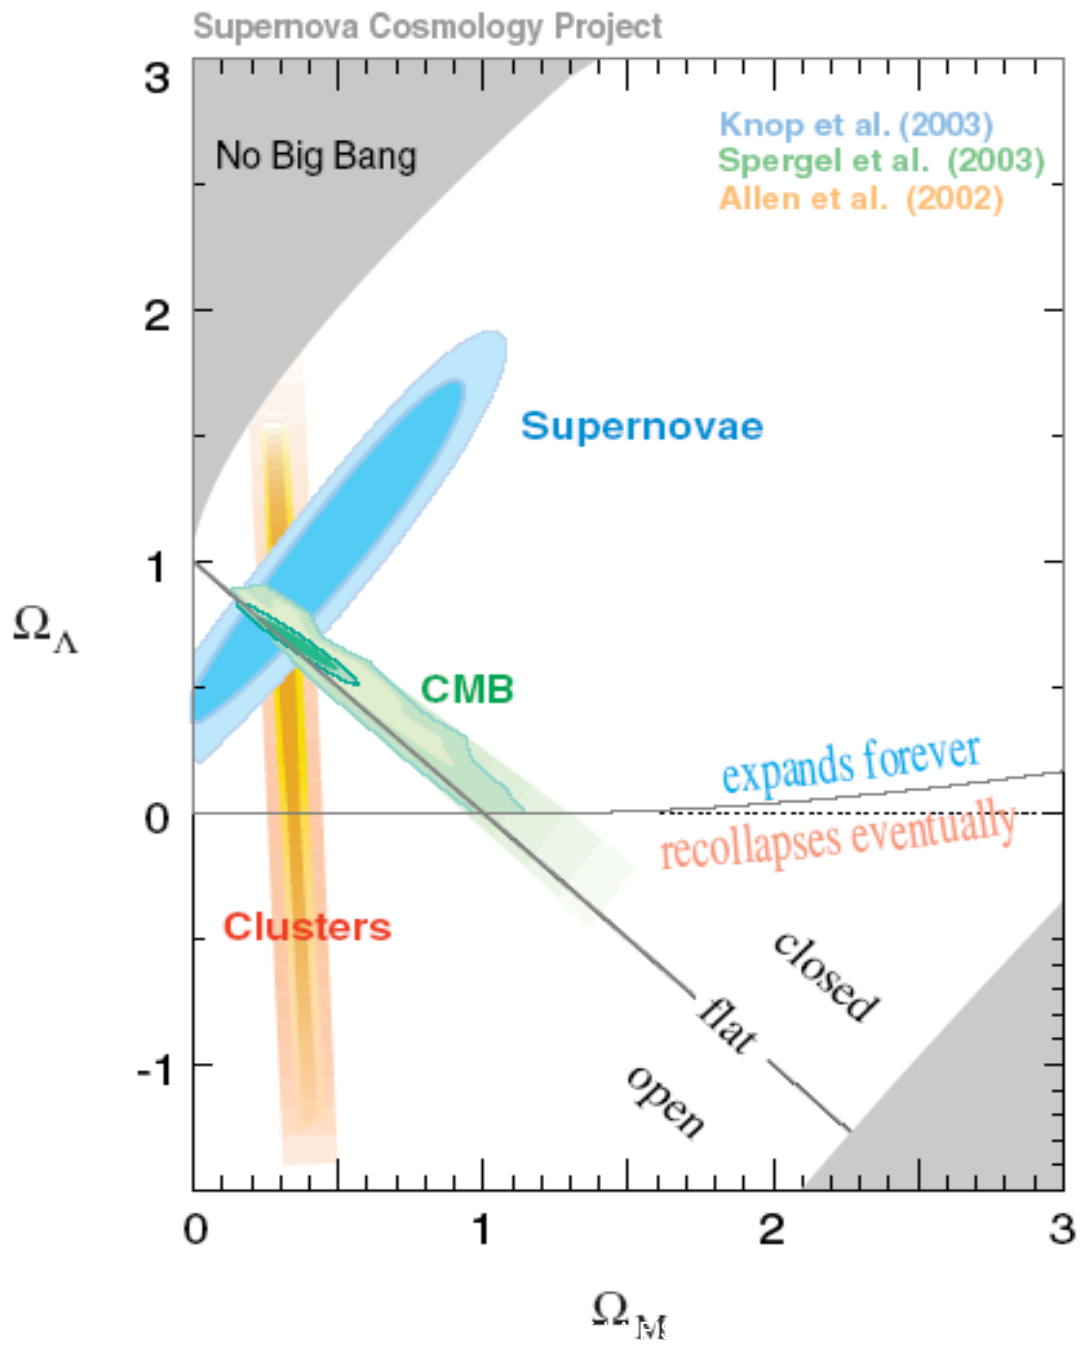 Supernova Cosmology Project
3
No Big Bang
Knop et al. (2003)
Spergel et al. (2003)
Allen et al. (2002)
2
Supernovae
1
Ω_Λ
CMB
expands forever
0
recollapses eventually
Clusters
closed
flat
-1
open
0 1 2 3
Ω_M